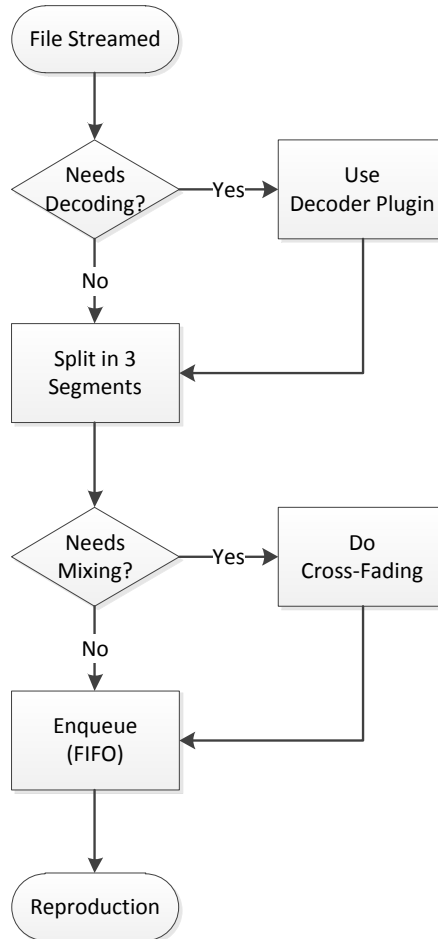 File Streamed
Needs
Decoding?
Yes
Use
Decoder Plugin
No
Split in 3
Segments
Needs
Mixing?
Yes
Do
Cross-Fading
No
Enqueue
(FIFO)
Reproduction